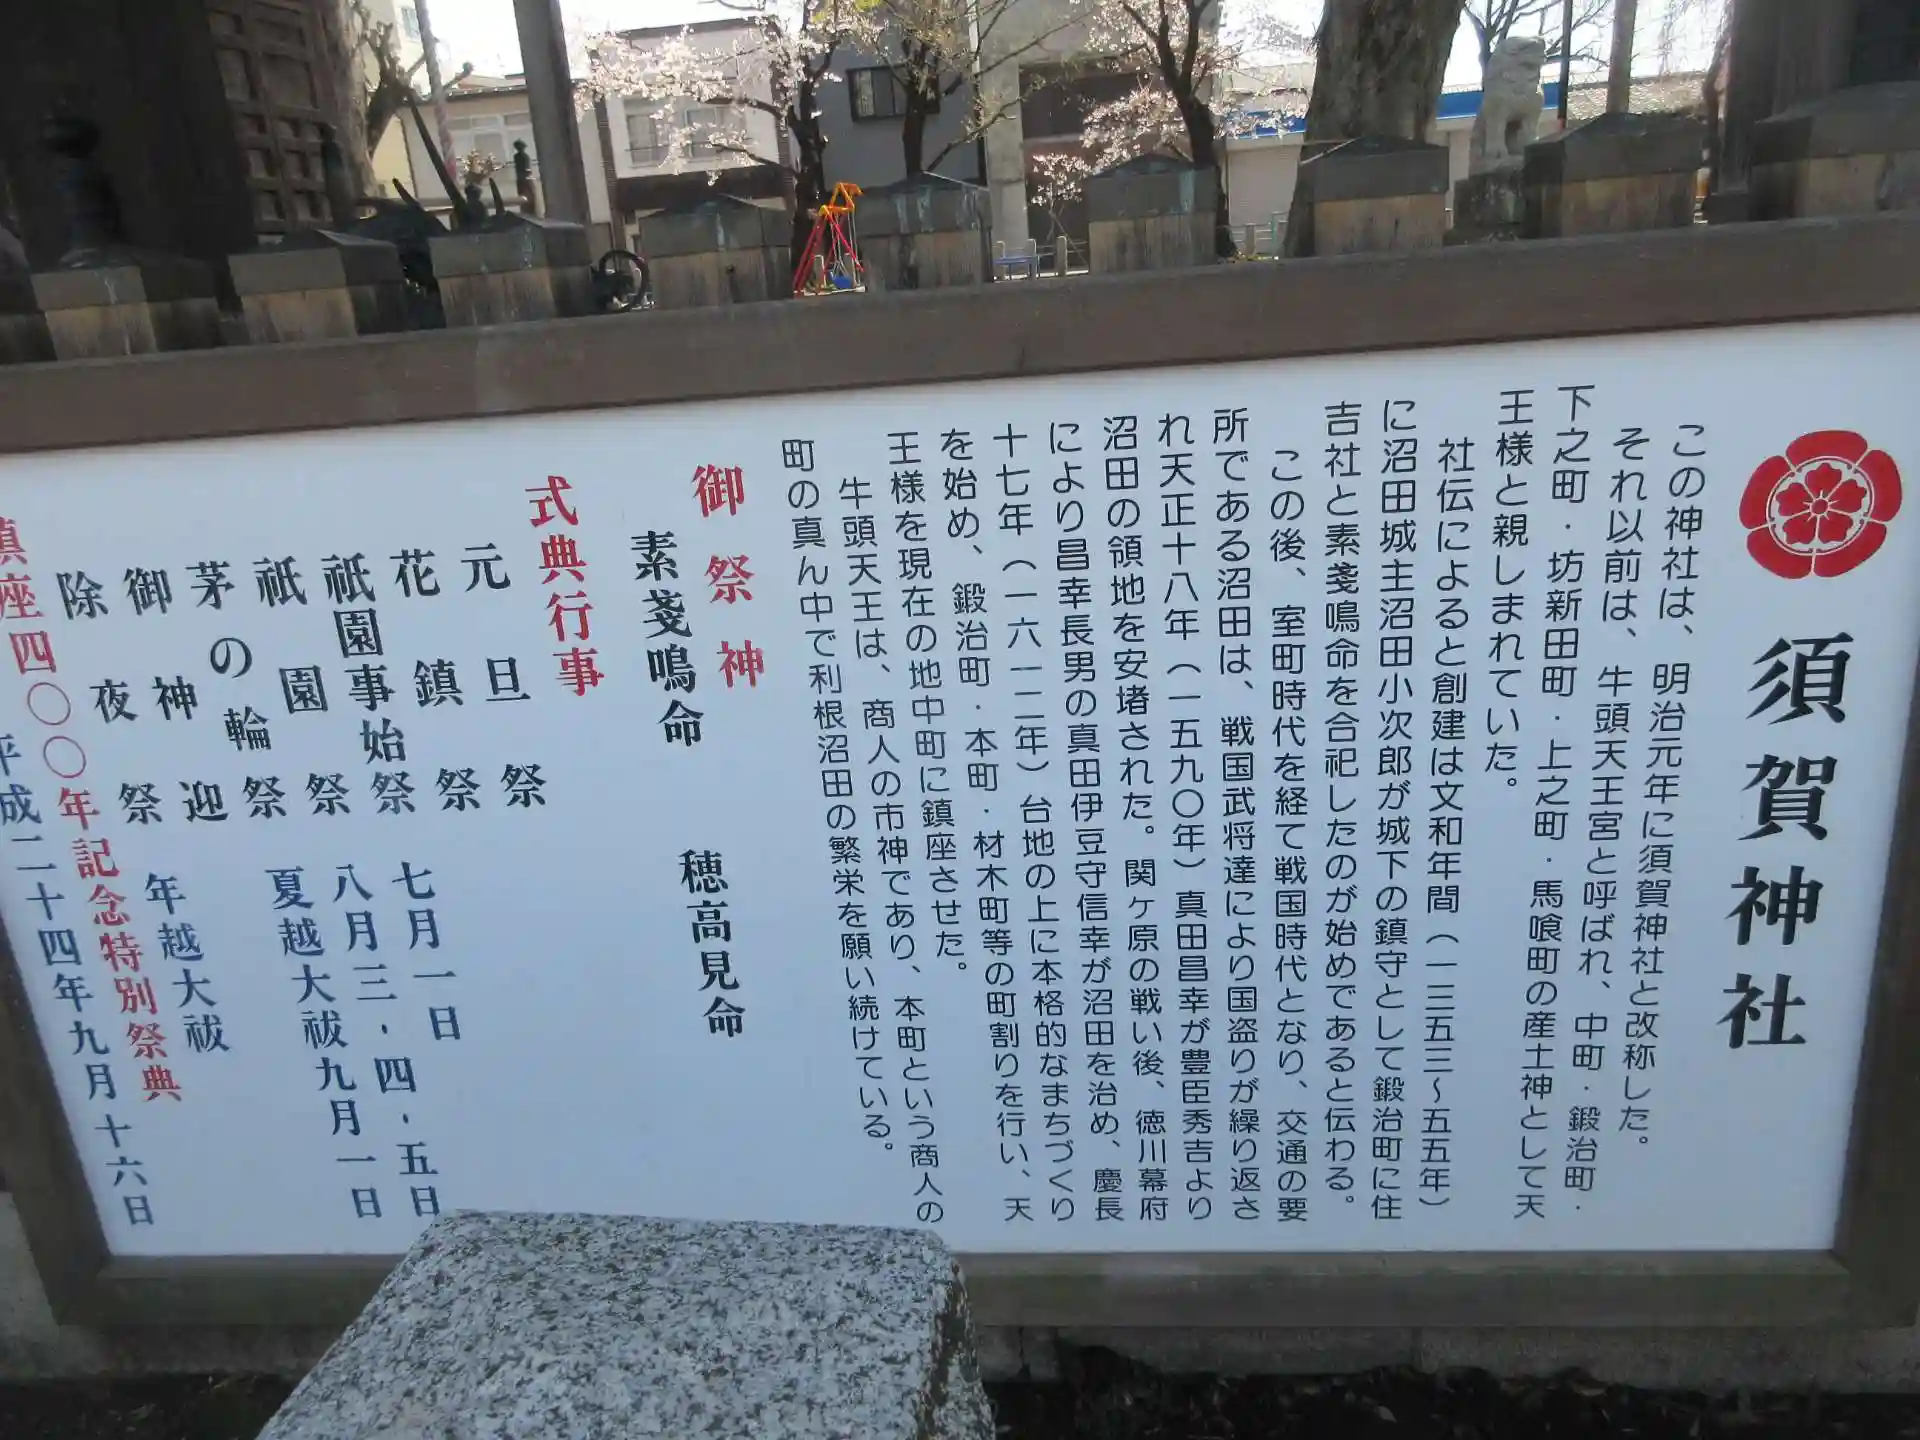 須賀神社
この神社は、明治元年に須賀神社と改称した。
それ以前は、牛頭天王宮と呼ばれ、中町・鍛治町・
下之町・坊新田町・上之町・馬喰町の産土神として天
王様と親しまれていた。
社伝によると創建は文和年間（一三五三～五五年）
に沼田城主沼田小次郎が城下の鎮守として鍛治町に住
吉社と素戔鳴命を合祀したのが始めであると伝わる。
この後、室町時代を経て戦国時代となり、交通の要
所である沼田は、戦国武将達により国盗りが繰り返さ
れ天正十八年（一五九〇年）真田昌幸が豊臣秀吉より
沼田の領地を安堵された。関ヶ原の戦い後、徳川幕府
により昌幸長男の真田伊豆守信幸が沼田を治め、慶長
十七年（一六一二年）台地の上に本格的なまちづくり
を始め、鍛治町・本町・材木町等の町割りを行い、天
王様を現在の地中町に鎮座させた。
牛頭天王は、商人の市神であり、本町という商人の
町の真ん中で利根沼田の繁栄を願い続けている。
御祭神
素戔鳴命　穂高見命
式典行事
元旦祭
花鎮祭　七月一日
祇園事始祭　八月三・四・五日
祇園祭　夏越大祓九月一日
茅の輪祭
御神迎　年越大祓
除夜祭
鎮座四〇〇年記念特別祭典
平成二十四年九月十六日